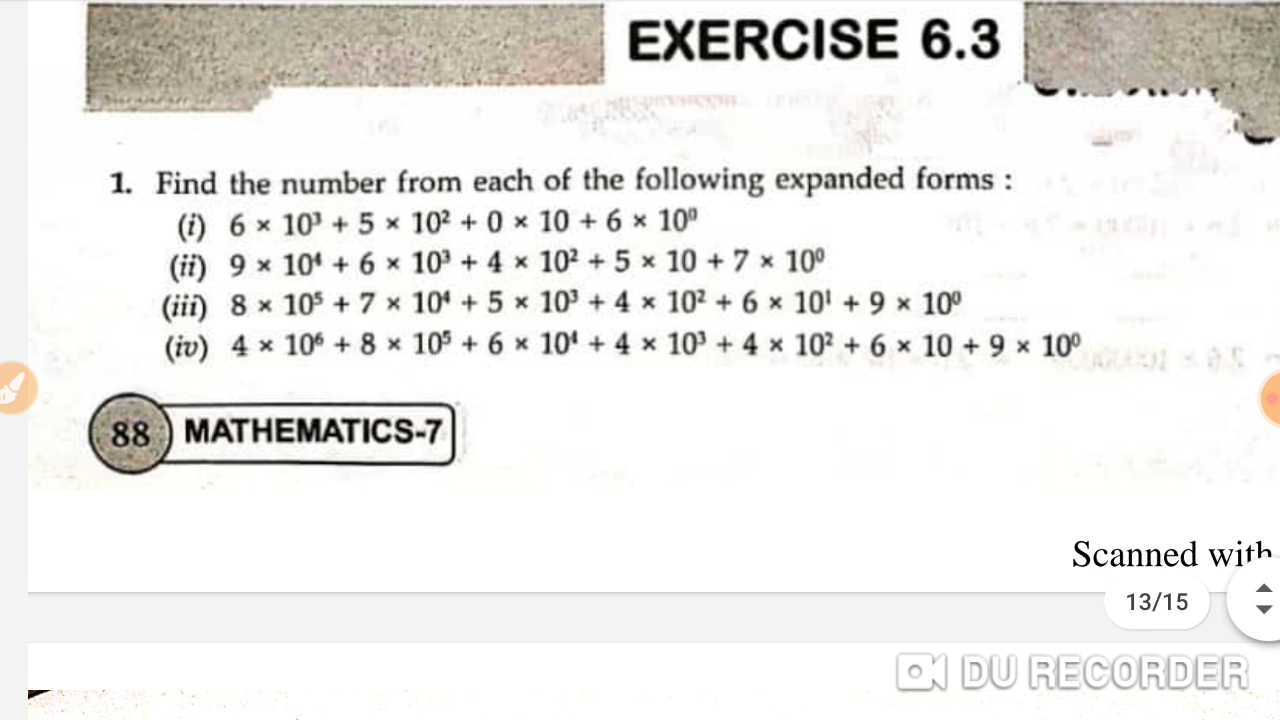 EXERCISE 6.3
1. Find the number from each of the following expanded forms :
(i) 6 × 10³ + 5 × 10² + 0 × 10 + 6 × 10⁰
(ii) 9 × 10⁴ + 6 × 10³ + 4 × 10² + 5 × 10 + 7 × 10⁰
(iii) 8 × 10⁵ + 7 × 10⁴ + 5 × 10³ + 4 × 10² + 6 × 10¹ + 9 × 10⁰
(iv) 4 × 10⁶ + 8 × 10⁵ + 6 × 10⁴ + 4 × 10³ + 4 × 10² + 6 × 10 + 9 × 10⁰
88 MATHEMATICS-7
Scanned with
13/15
DU RECORDER